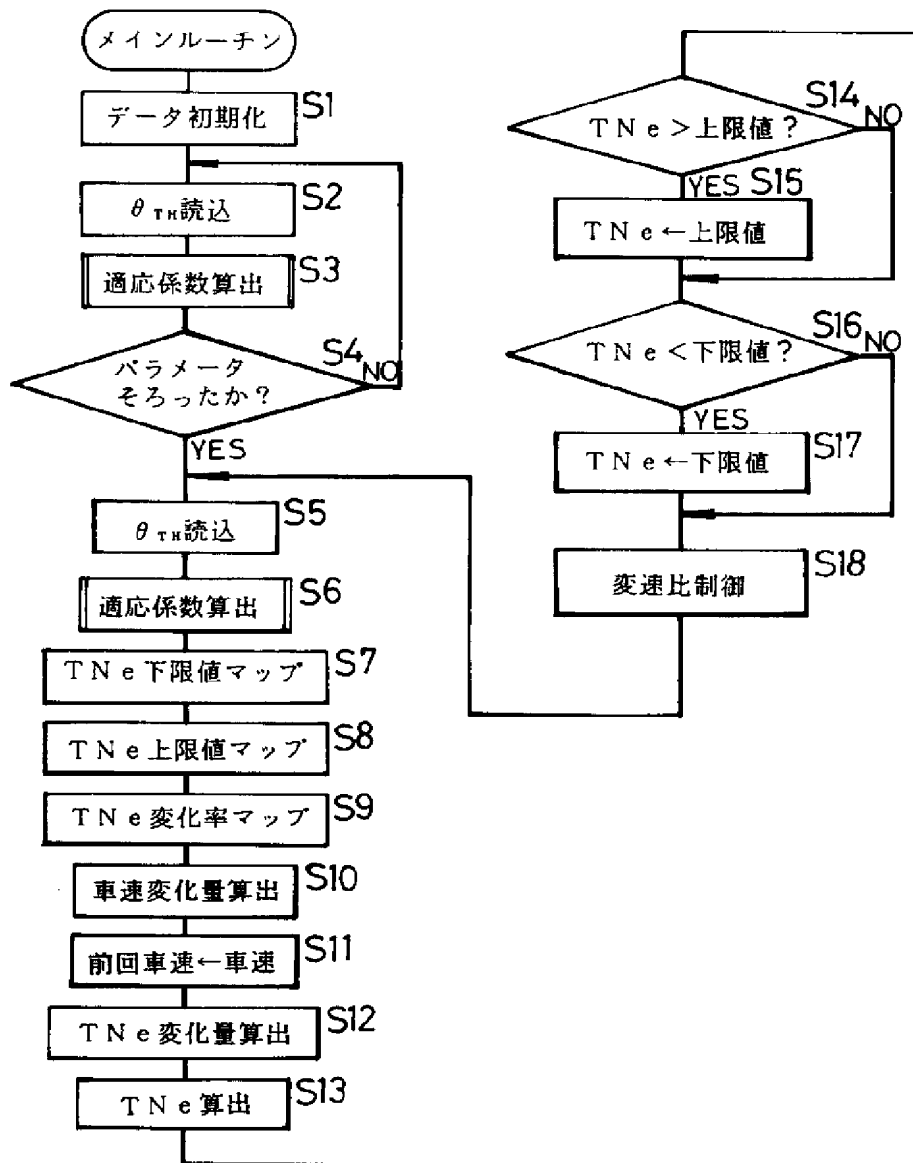 メインルーチン
データ初期化 S1
θTH読込 S2
適応係数算出 S3
パラメータ
そろったか? S4
NO
YES
θTH読込 S5
適応係数算出 S6
TNe下限値マップ S7
TNe上限値マップ S8
TNe変化率マップ S9
車速変化量算出 S10
前回車速←車速 S11
TNe変化量算出 S12
TNe算出 S13
TNe>上限値? S14
NO
YES
TNe←上限値 S15
TNe<下限値? S16
NO
YES
TNe←下限値 S17
変速比制御 S18